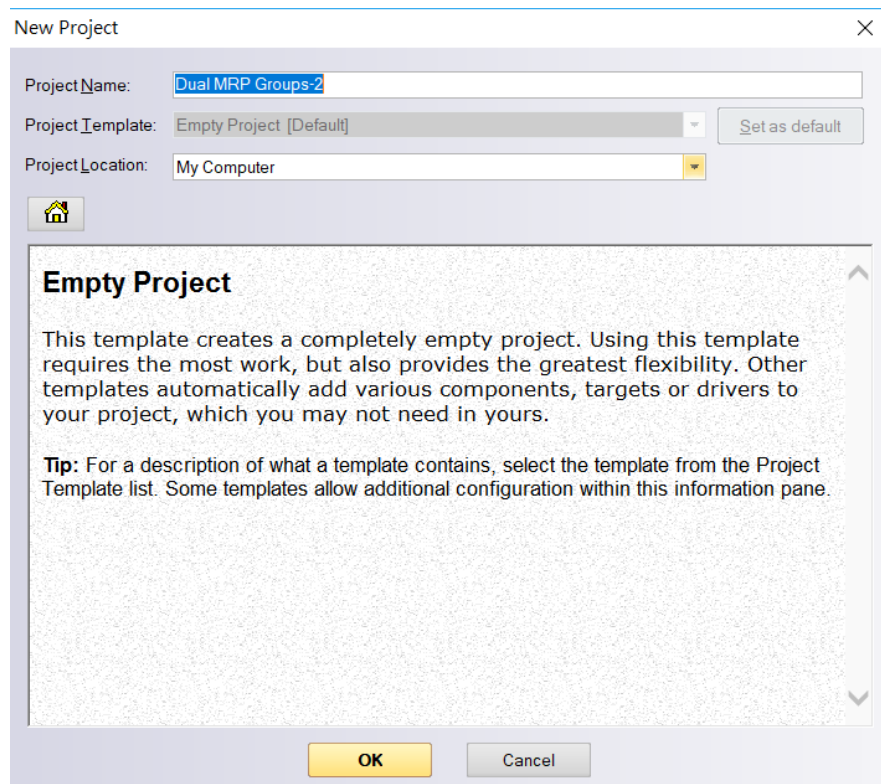 New Project
Project Name: Dual MRP Groups-2
Project Template: Empty Project [Default] Set as default
Project Location: My Computer
Empty Project
This template creates a completely empty project. Using this template
requires the most work, but also provides the greatest flexibility. Other
templates automatically add various components, targets or drivers to
your project, which you may not need in yours.
Tip: For a description of what a template contains, select the template from the Project
Template list. Some templates allow additional configuration within this information pane.
OK Cancel